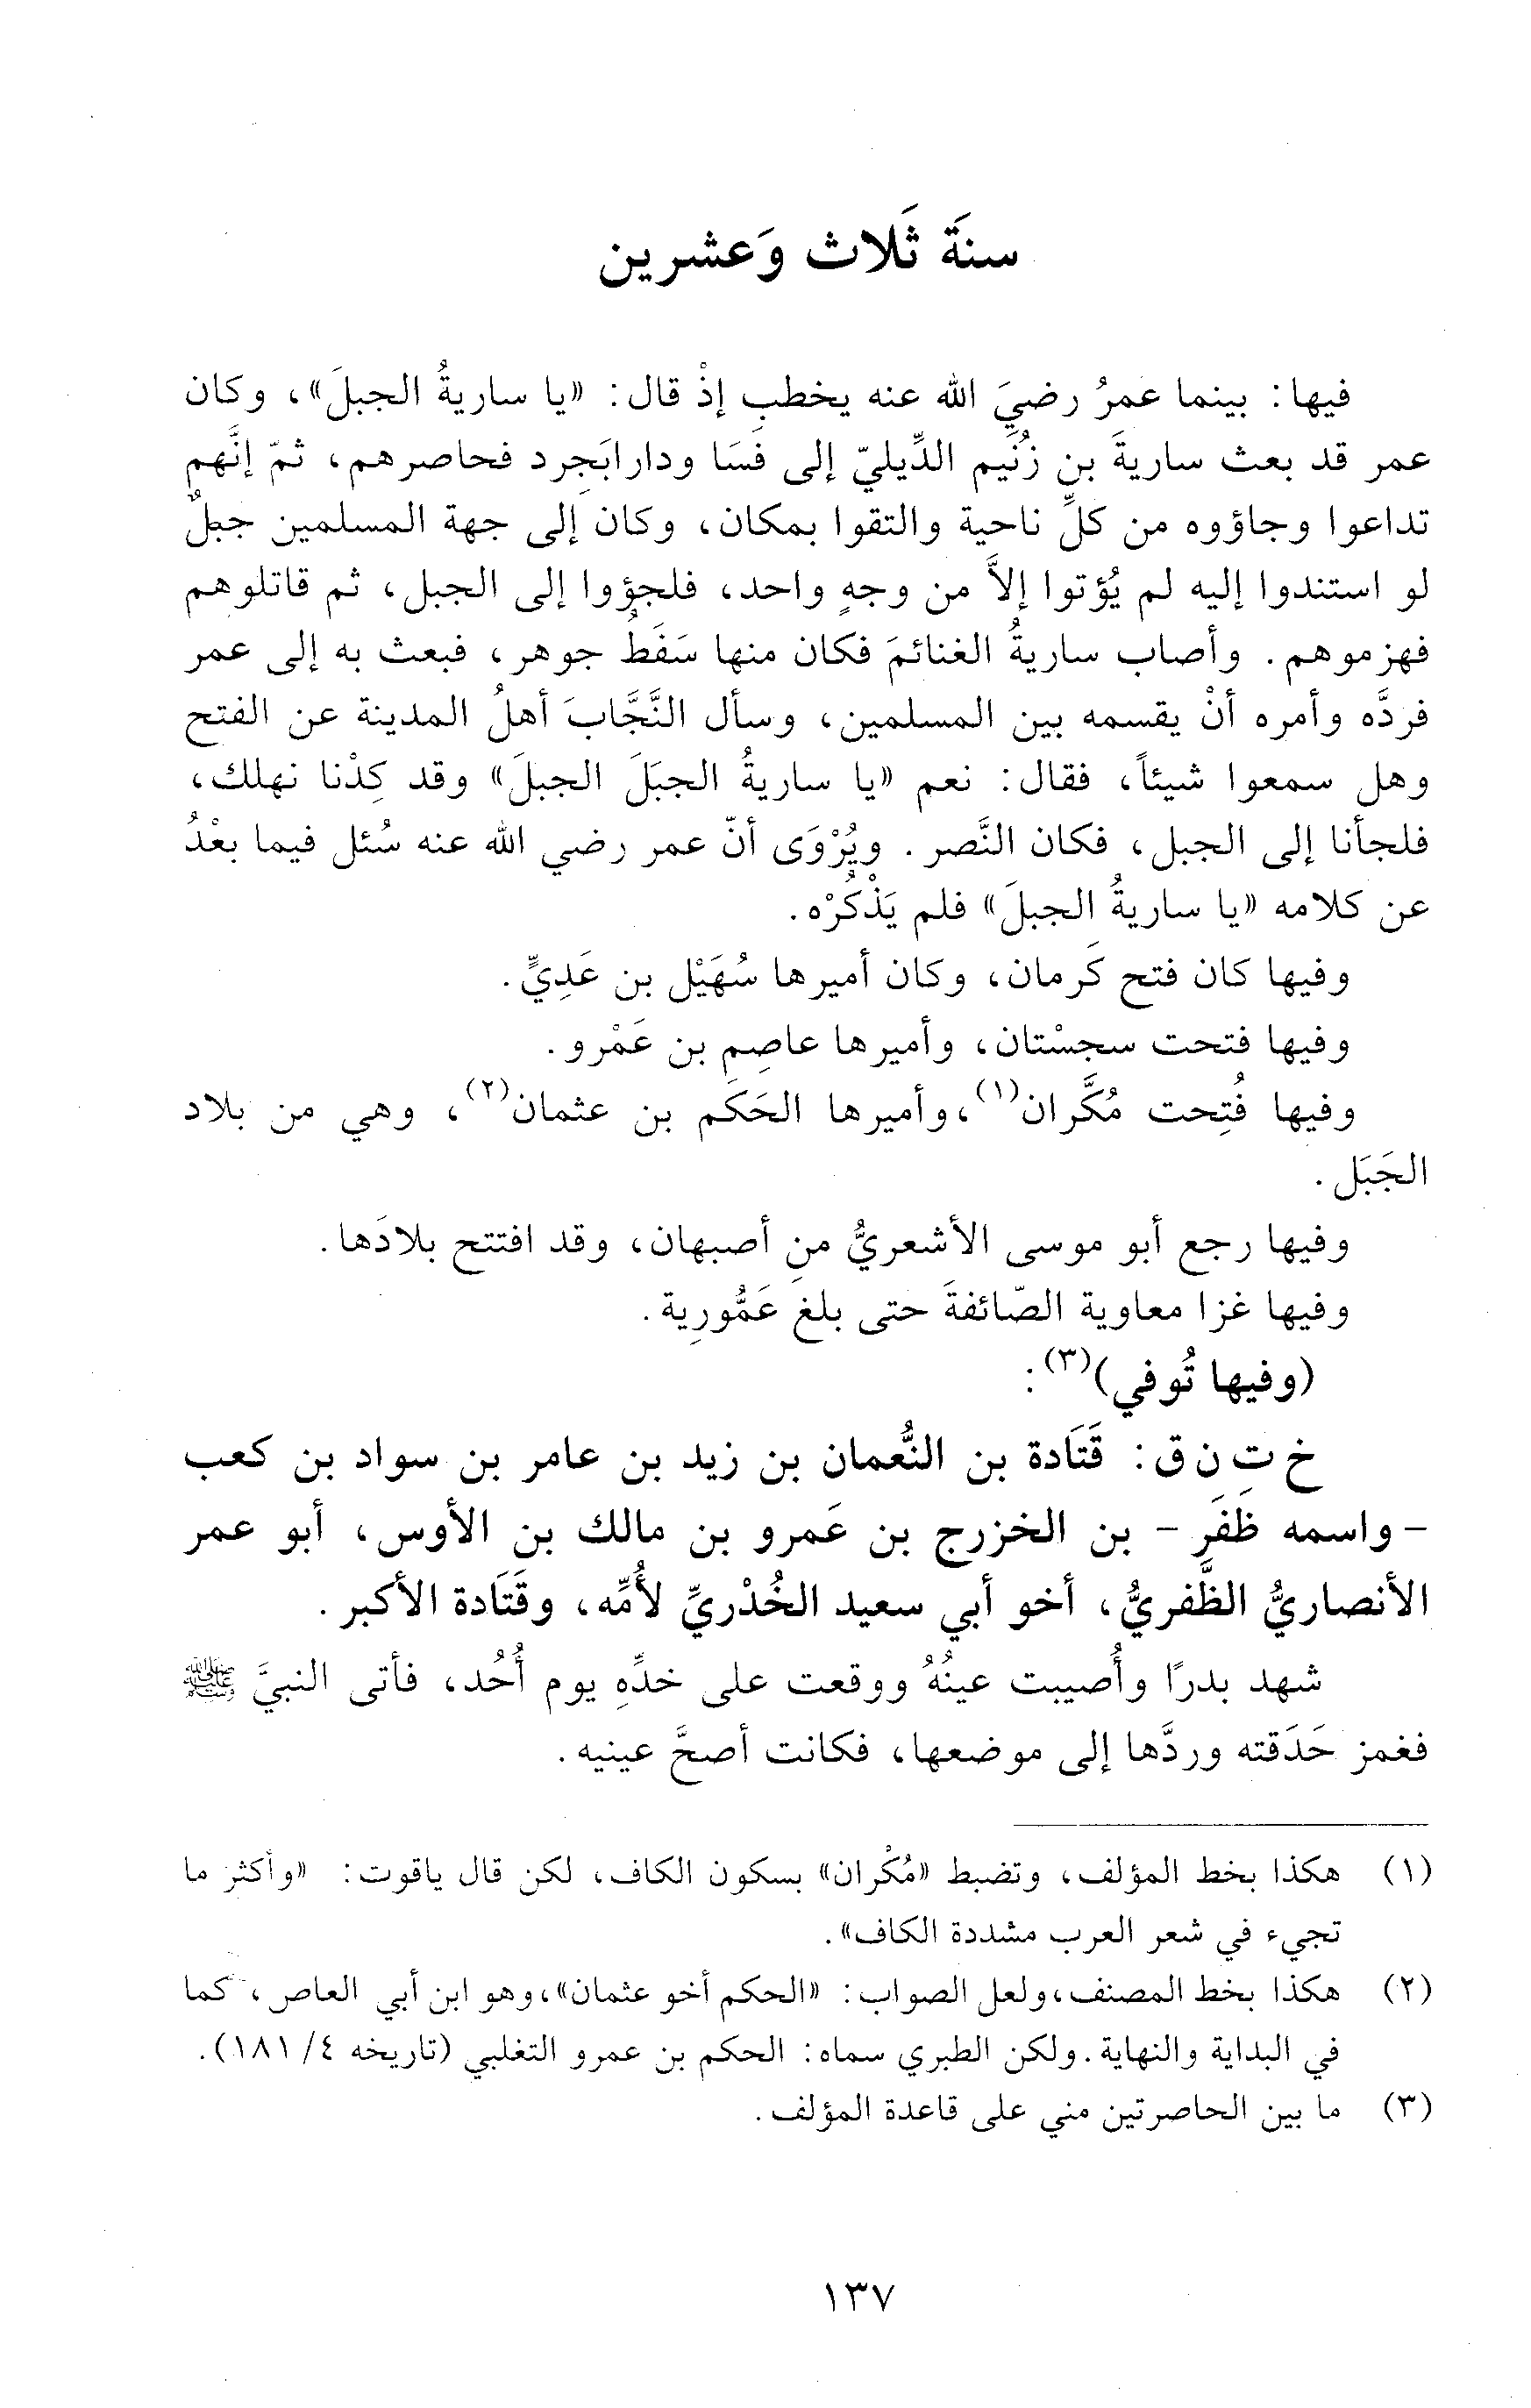 سنَة ثَلاث وَعشرين
فيها: بينما عمرُ رضيَ الله عنه يخطب إذْ قال: «يا ساريةُ الجبلَ»، وكان
عمر قد بعث ساريةَ بن زُنَيم الدِّيليّ إلى فَسَا ودارابَجِرد فحاصرهم، ثمّ إنَّهم
تداعوا وجاؤوه من كلِّ ناحية والتقوا بمكان، وكان إلى جهة المسلمين جبلٌ
لو استندوا إليه لم يُؤتوا إلاَّ من وجهٍ واحد، فلجؤوا إلى الجبل، ثم قاتلوهم
فهزموهم. وأصاب ساريةُ الغنائمَ فكان منها سَفَطُ جوهر، فبعث به إلى عمر
فردَّه وأمره أنْ يقسمه بين المسلمين، وسأل النَّجَّابَ أهلُ المدينة عن الفتح
وهل سمعوا شيئاً، فقال: نعم «يا ساريةُ الجبَلَ الجبلَ» وقد كِدْنا نهلك،
فلجأنا إلى الجبل، فكان النَّصر. ويُرْوَى أنّ عمر رضي الله عنه سُئل فيما بعْدُ
عن كلامه «يا ساريةُ الجبلَ» فلم يَذْكُرْه.
وفيها كان فتح كَرمان، وكان أميرها سُهَيْل بن عَدِيٍّ.
وفيها فتحت سجسْتان، وأميرها عاصِم بن عَمْرو.
وفيها فُتِحت مُكَّران(١)، وأميرها الحَكَم بن عثمان(٢)، وهي من بلاد
الجَبَل.
وفيها رجع أبو موسى الأشعريُّ من أصبهان، وقد افتتح بلادَها.
وفيها غزا معاوية الصّائفةَ حتى بلغ عَمُّورِية.
(وفيها تُوفي)(٣):
خ ت ن ق: قَتَادة بن النُّعمان بن زيد بن عامر بن سواد بن كعب
- واسمه ظَفَر - بن الخزرج بن عَمرو بن مالك بن الأوس، أبو عمر
الأنصاريُّ الظَّفريُّ، أخو أبي سعيد الخُدْريِّ لأُمِّه، وقَتَادة الأكبر.
شهد بدرًا وأُصيبت عينُهُ ووقعت على خدِّهِ يوم أُحُد، فأتى النبيَّ ﷺ
فغمز حَدَقته وردَّها إلى موضعها، فكانت أصحَّ عينيه.
(١) هكذا بخط المؤلف، وتضبط «مُكْران» بسكون الكاف، لكن قال ياقوت: «وأكثر ما
تجيء في شعر العرب مشددة الكاف».
(٢) هكذا بخط المصنف، ولعل الصواب: «الحكم أخو عثمان»، وهو ابن أبي العاص، كما
في البداية والنهاية. ولكن الطبري سماه: الحكم بن عمرو التغلبي (تاريخه ٤/ ١٨١).
(٣) ما بين الحاصرتين مني على قاعدة المؤلف.
١٣٧